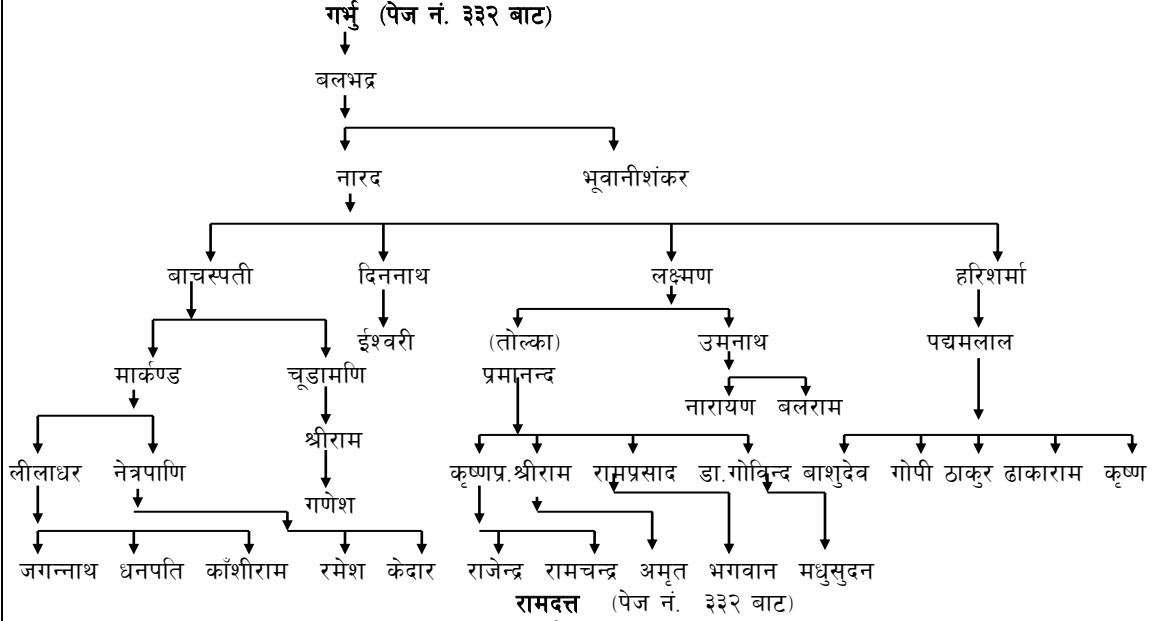 गर्भु (पेज नं. ३३२ बाट)
बलभद्र
नारद भूवानीशंकर
बाचस्पती दिननाथ लक्ष्मण हरिशर्मा
ईश्वरी (तोल्का) उमनाथ पद्यमलाल
मार्कण्ड चूडामणि प्रमानन्द
नारायण बलराम
श्रीराम
लीलाधर नेत्रपाणि कृष्णप्र. श्रीराम रामप्रसाद डा.गोविन्द बाशुदेव गोपी ठाकुर ढाकाराम कृष्ण
गणेश
जगन्नाथ धनपति काँशीराम रमेश केदार राजेन्द्र रामचन्द्र अमृत भगवान मधुसुदन
रामदत्त (पेज नं. ३३२ बाट)